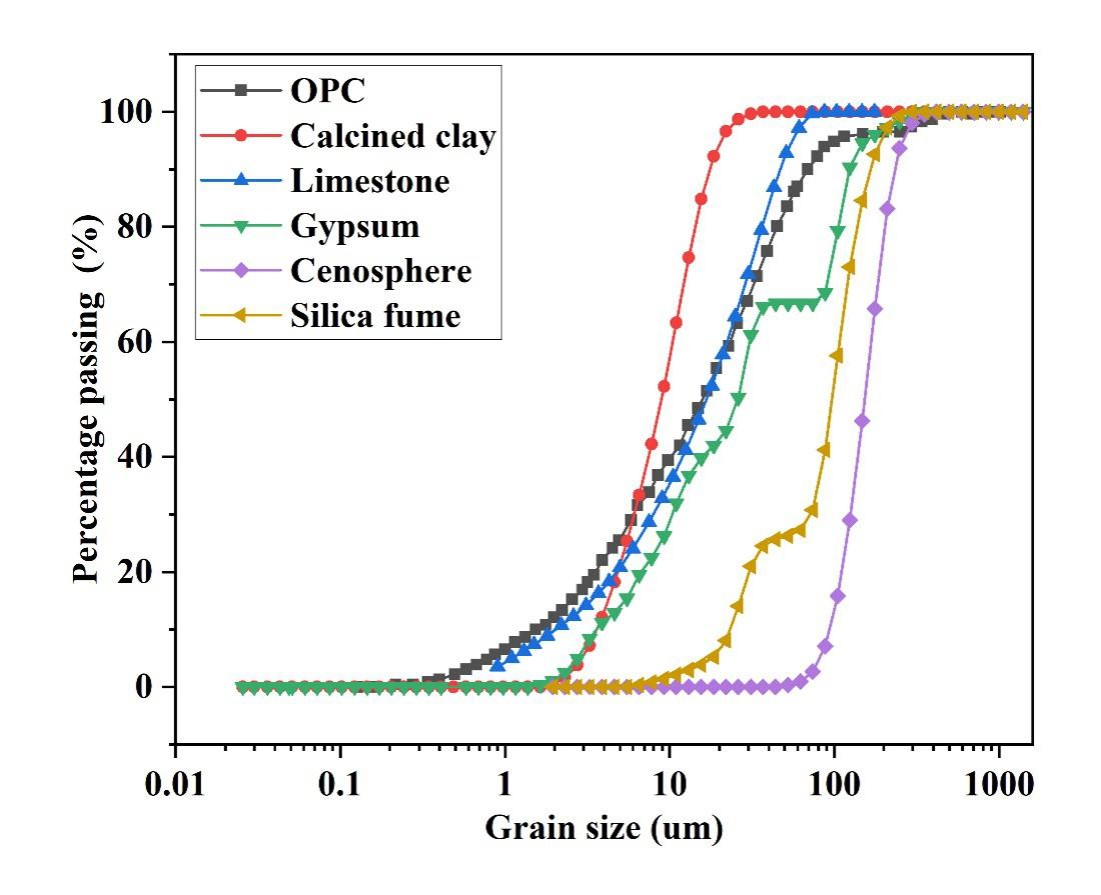 OPC
Calcined clay
Limestone
Gypsum
Cenosphere
Silica fume
Percentage passing (%)
100
80
60
40
20
0
0.01 0.1 1 10 100 1000
Grain size (um)